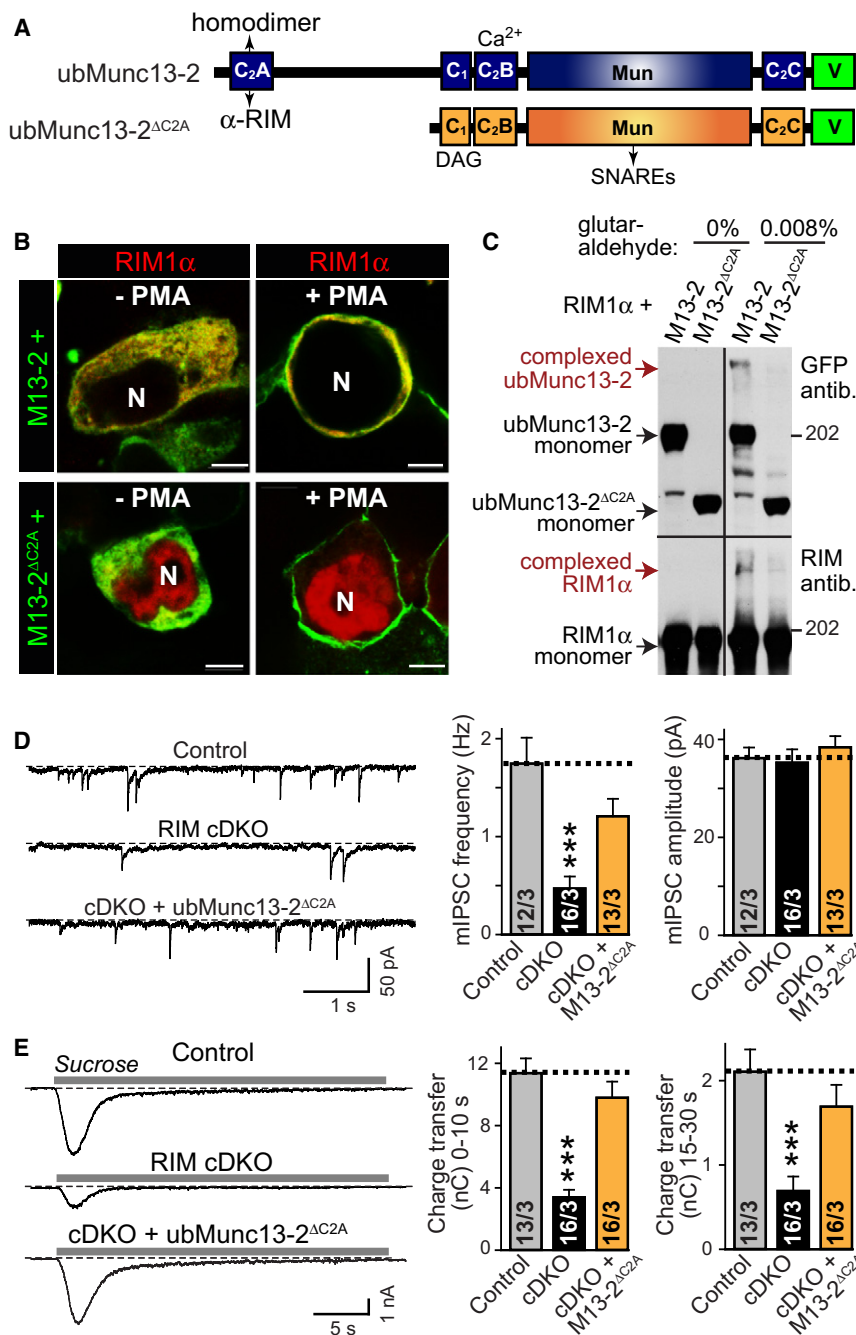 A
homodimer
Ca²⁺
ubMunc13-2 C₂A C₁ C₂B Mun C₂C V
α-RIM
ubMunc13-2ΔC2A C₁ C₂B Mun C₂C V
DAG
SNAREs
B
RIM1α RIM1α
M13-2 +
- PMA + PMA
N N
M13-2ΔC2A +
- PMA + PMA
N N
C
glutar-
aldehyde: 0% 0.008%
RIM1α + M13-2 M13-2ΔC2A M13-2 M13-2ΔC2A
complexed
ubMunc13-2
GFP
antib.
ubMunc13-2
monomer
202
ubMunc13-2ΔC2A
monomer
complexed
RIM1α
RIM
antib.
202
RIM1α
monomer
D
Control
RIM cDKO
cDKO + ubMunc13-2ΔC2A
1 s
50 pA
mIPSC frequency (Hz)
2
1
0
***
12/3 16/3 13/3
Control cDKO cDKO + M13-2ΔC2A
mIPSC amplitude (pA)
40
20
0
12/3 16/3 13/3
Control cDKO cDKO + M13-2ΔC2A
E
Sucrose
Control
RIM cDKO
cDKO + ubMunc13-2ΔC2A
5 s
1 nA
Charge transfer
(nC) 0-10 s
12
8
4
0
***
13/3 16/3 16/3
Control cDKO cDKO + M13-2ΔC2A
Charge transfer
(nC) 15-30 s
2
1
0
***
13/3 16/3 16/3
Control cDKO cDKO + M13-2ΔC2A